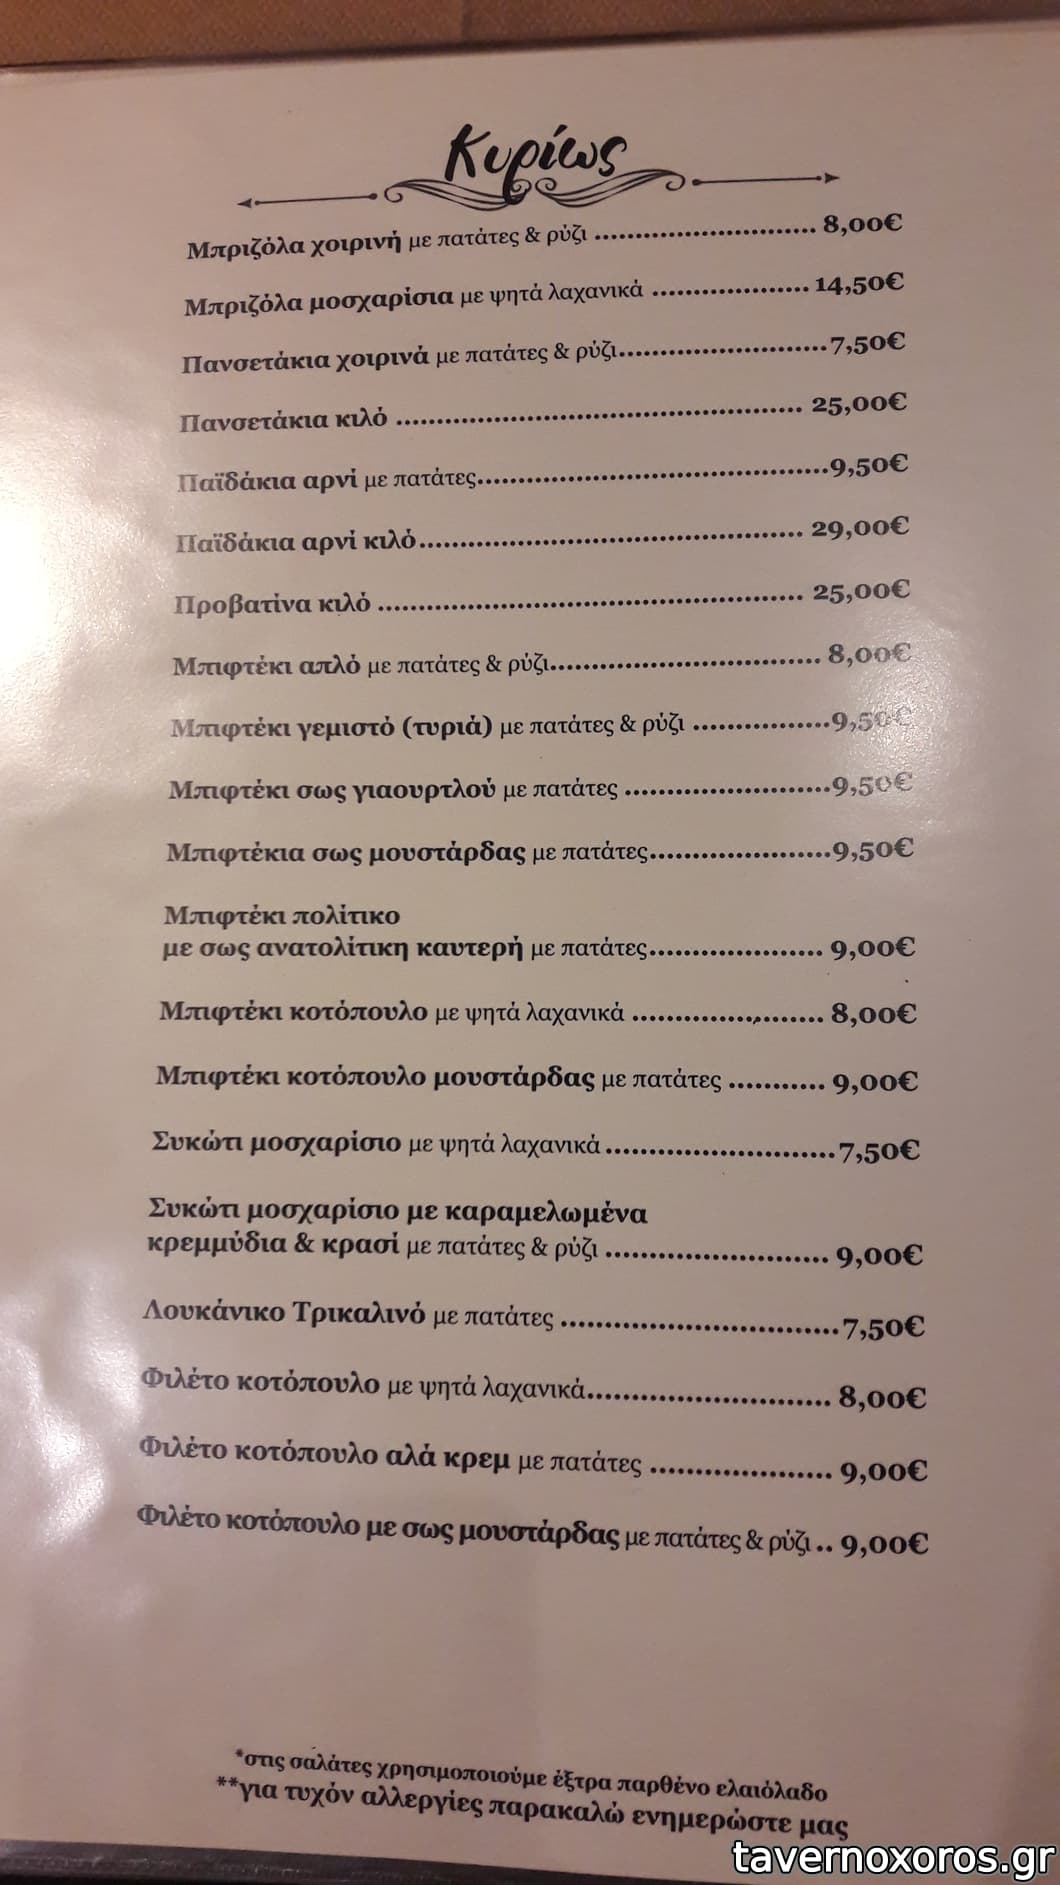 Κυρίως
Μπριζόλα χοιρινή με πατάτες & ρύζι .......................... 8,00€
Μπριζόλα μοσχαρίσια με ψητά λαχανικά ................... 14,50€
Πανσετάκια χοιρινά με πατάτες & ρύζι..........................7,50€
Πανσετάκια κιλό .................................................. 25,00€
Παϊδάκια αρνί με πατάτες...........................................9,50€
Παϊδάκια αρνί κιλό............................................... 29,00€
Προβατίνα κιλό .................................................... 25,00€
Μπιφτέκι απλό με πατάτες & ρύζι................................. 8,00€
Μπιφτέκι γεμιστό (τυριά) με πατάτες & ρύζι .................9,50€
Μπιφτέκι σως γιαουρτλού με πατάτες .........................9,50€
Μπιφτέκια σως μουστάρδας με πατάτες......................9,50€
Μπιφτέκι πολίτικο
με σως ανατολίτικη καυτερή με πατάτες..................... 9,00€
Μπιφτέκι κοτόπουλο με ψητά λαχανικά ....................... 8,00€
Μπιφτέκι κοτόπουλο μουστάρδας με πατάτες ............ 9,00€
Συκώτι μοσχαρίσιο με ψητά λαχανικά............................7,50€
Συκώτι μοσχαρίσιο με καραμελωμένα
κρεμμύδια & κρασί με πατάτες & ρύζι ........................... 9,00€
Λουκάνικο Τρικαλινό με πατάτες ..................................7,50€
Φιλέτο κοτόπουλο με ψητά λαχανικά.............................. 8,00€
Φιλέτο κοτόπουλο αλά κρεμ με πατάτες ...................... 9,00€
Φιλέτο κοτόπουλο με σως μουστάρδας με πατάτες & ρύζι .. 9,00€
*στις σαλάτες χρησιμοποιούμε έξτρα παρθένο ελαιόλαδο
**για τυχόν αλλεργίες παρακαλώ ενημερώστε μας
tavernoxoros.gr